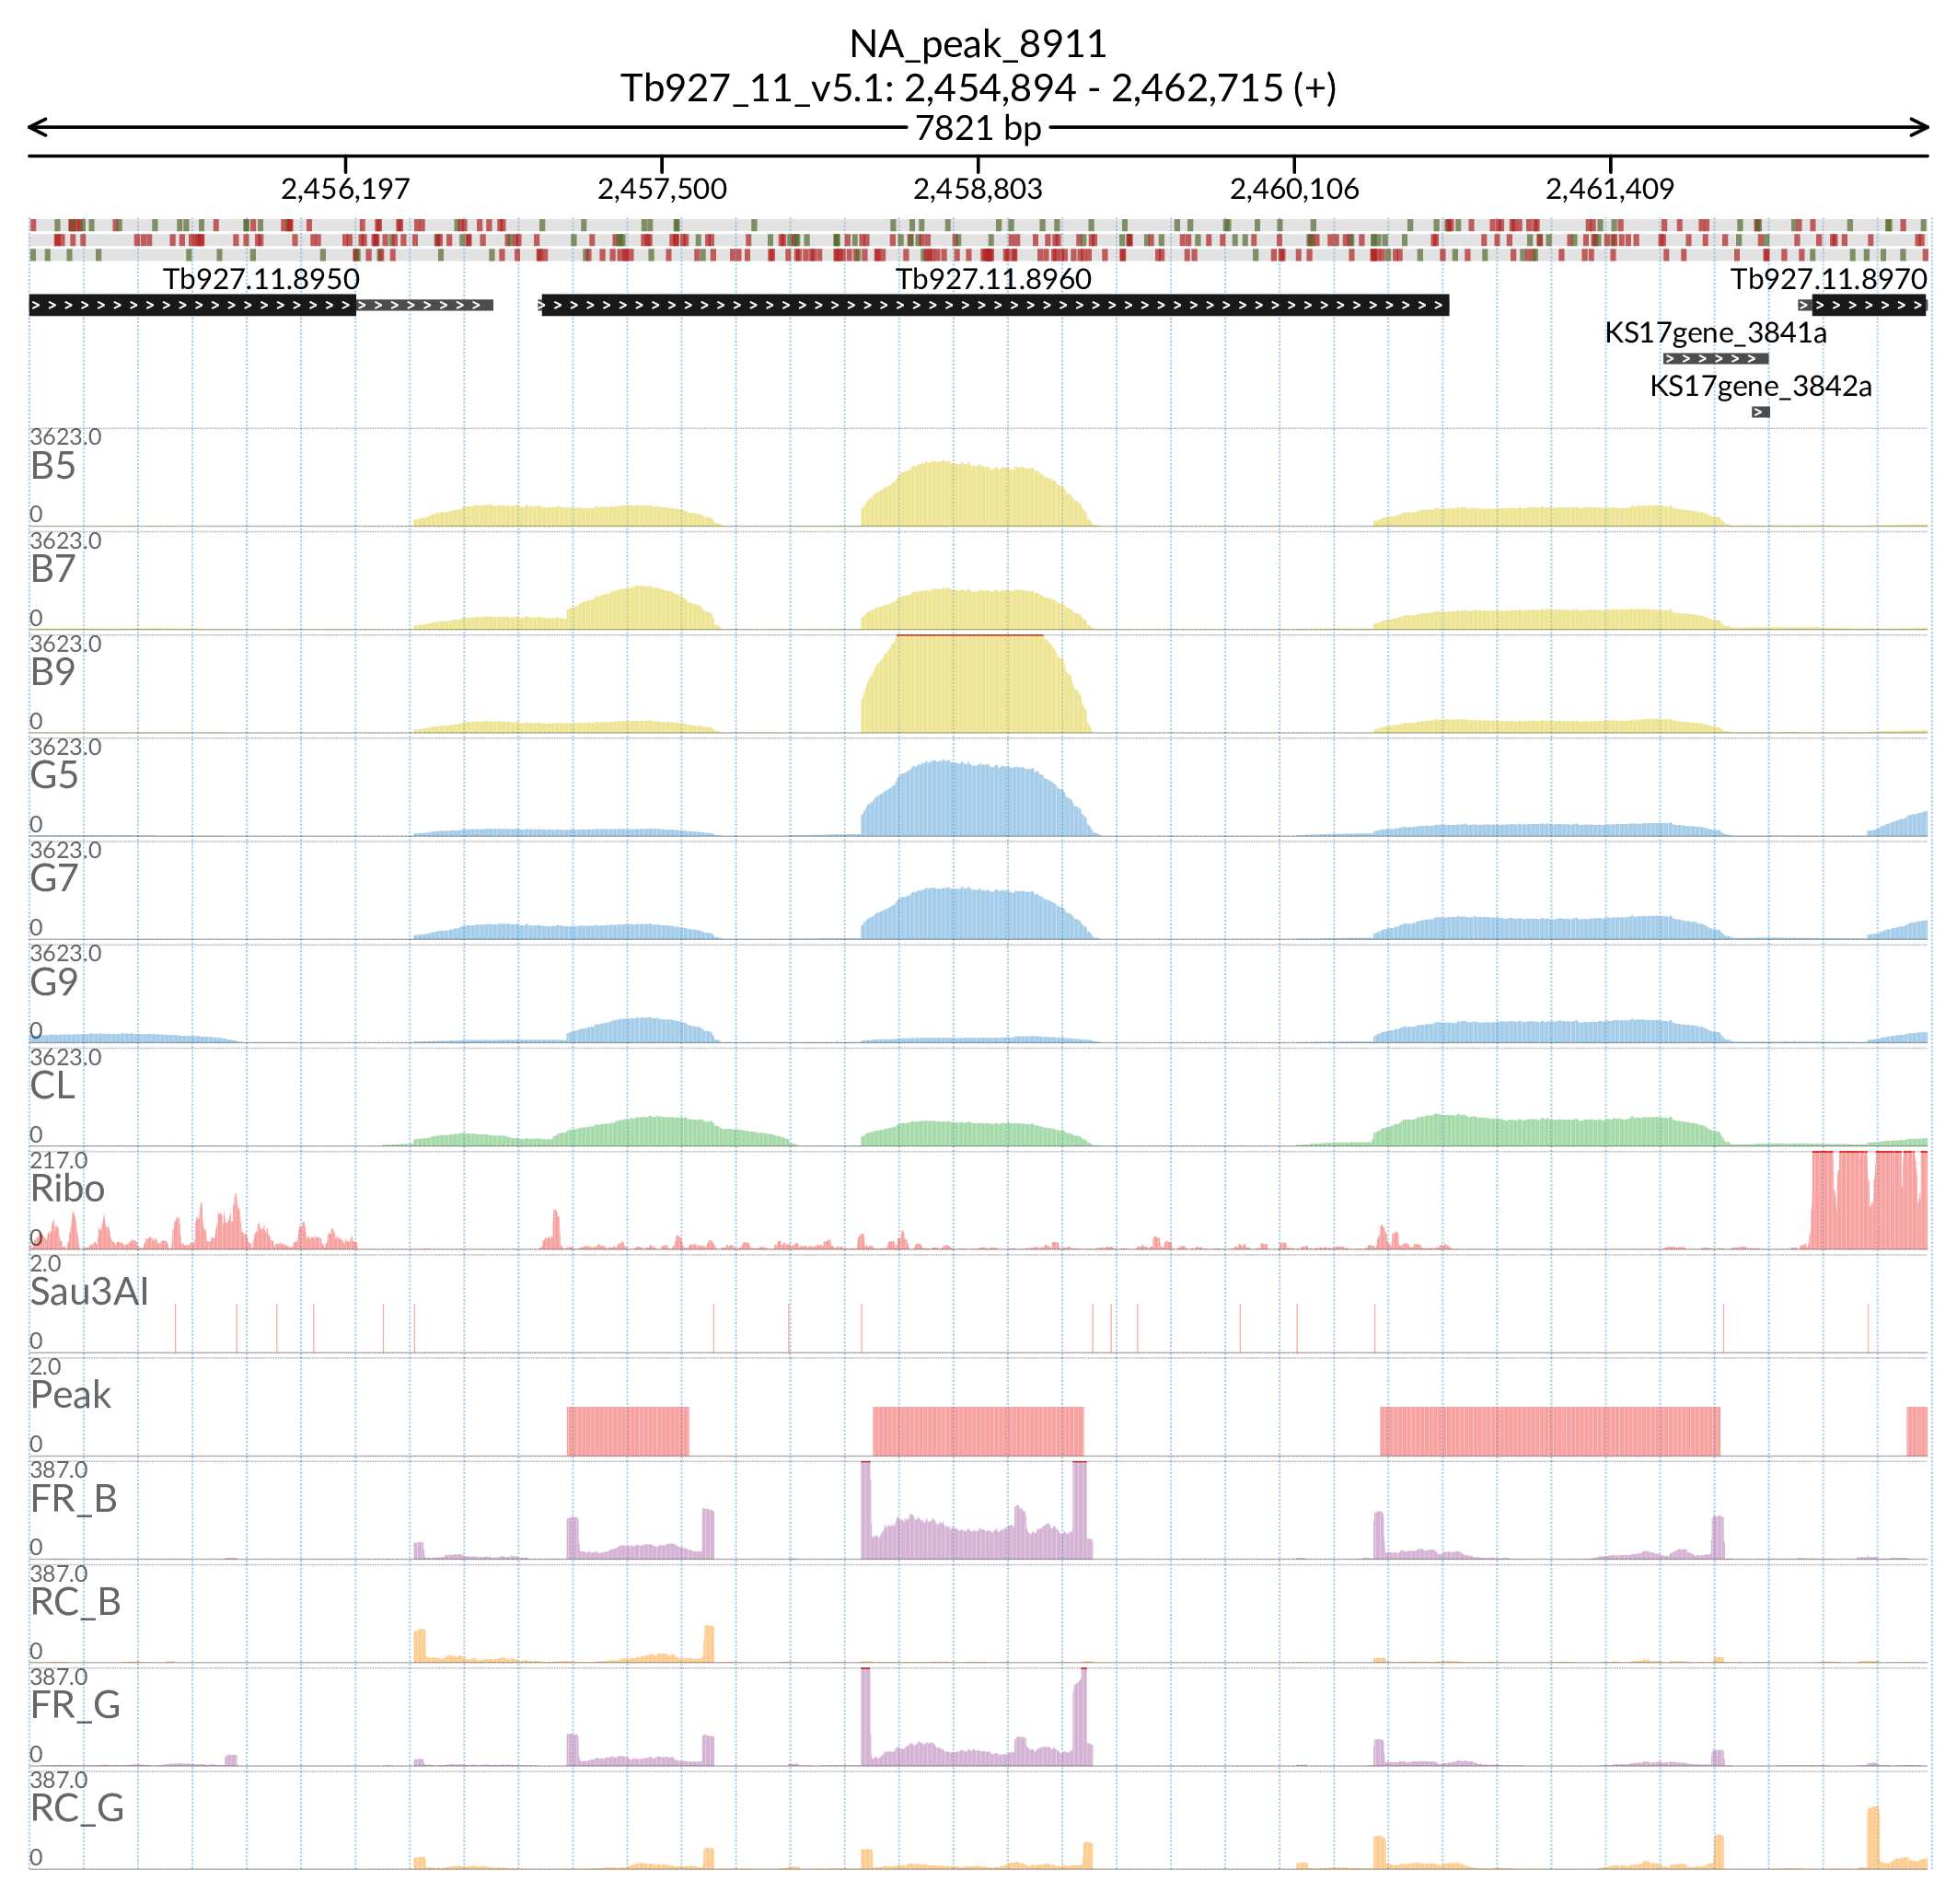 NA_peak_8911
Tb927_11_v5.1: 2,454,894 - 2,462,715 (+)
7821 bp
2,456,197 2,457,500 2,458,803 2,460,106 2,461,409
Tb927.11.8950 Tb927.11.8960 Tb927.11.8970
KS17gene_3841a
KS17gene_3842a
3623.0
B5
0
3623.0
B7
0
3623.0
B9
0
3623.0
G5
0
3623.0
G7
0
3623.0
G9
0
3623.0
CL
0
217.0
Ribo
0
2.0
Sau3AI
0
2.0
Peak
0
387.0
FR_B
0
387.0
RC_B
0
387.0
FR_G
0
387.0
RC_G
0